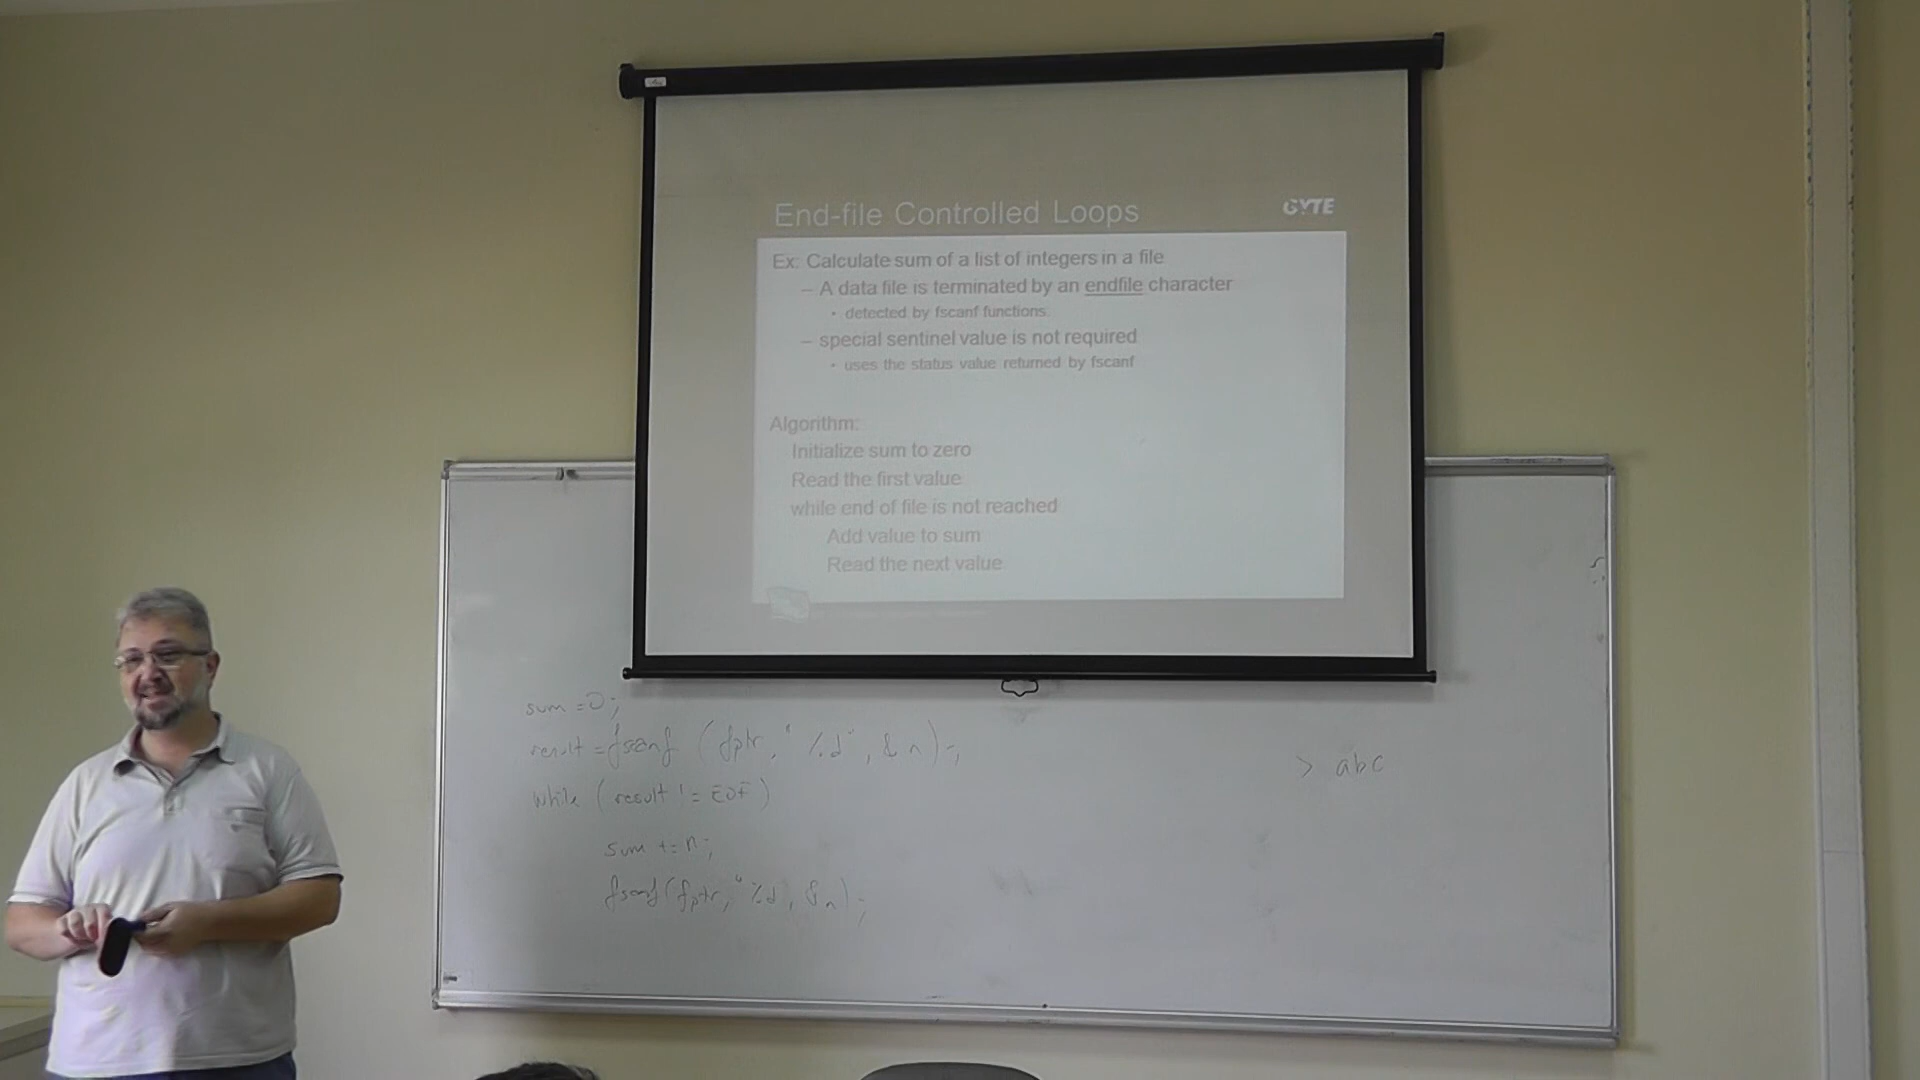 End-file Controlled Loops
GYTE
Ex: Calculate sum of a list of integers in a file
– A data file is terminated by an endfile character
• detected by fscanf functions
– special sentinel value is not required
• uses the status value returned by fscanf
Algorithm:
Initialize sum to zero
Read the first value
while end of file is not reached
Add value to sum
Read the next value
sum = 0;
result = fscanf (fptr, "%d", &n);
while (result != EOF)
sum += n;
fscanf(fptr, "%d, &n);
> abc